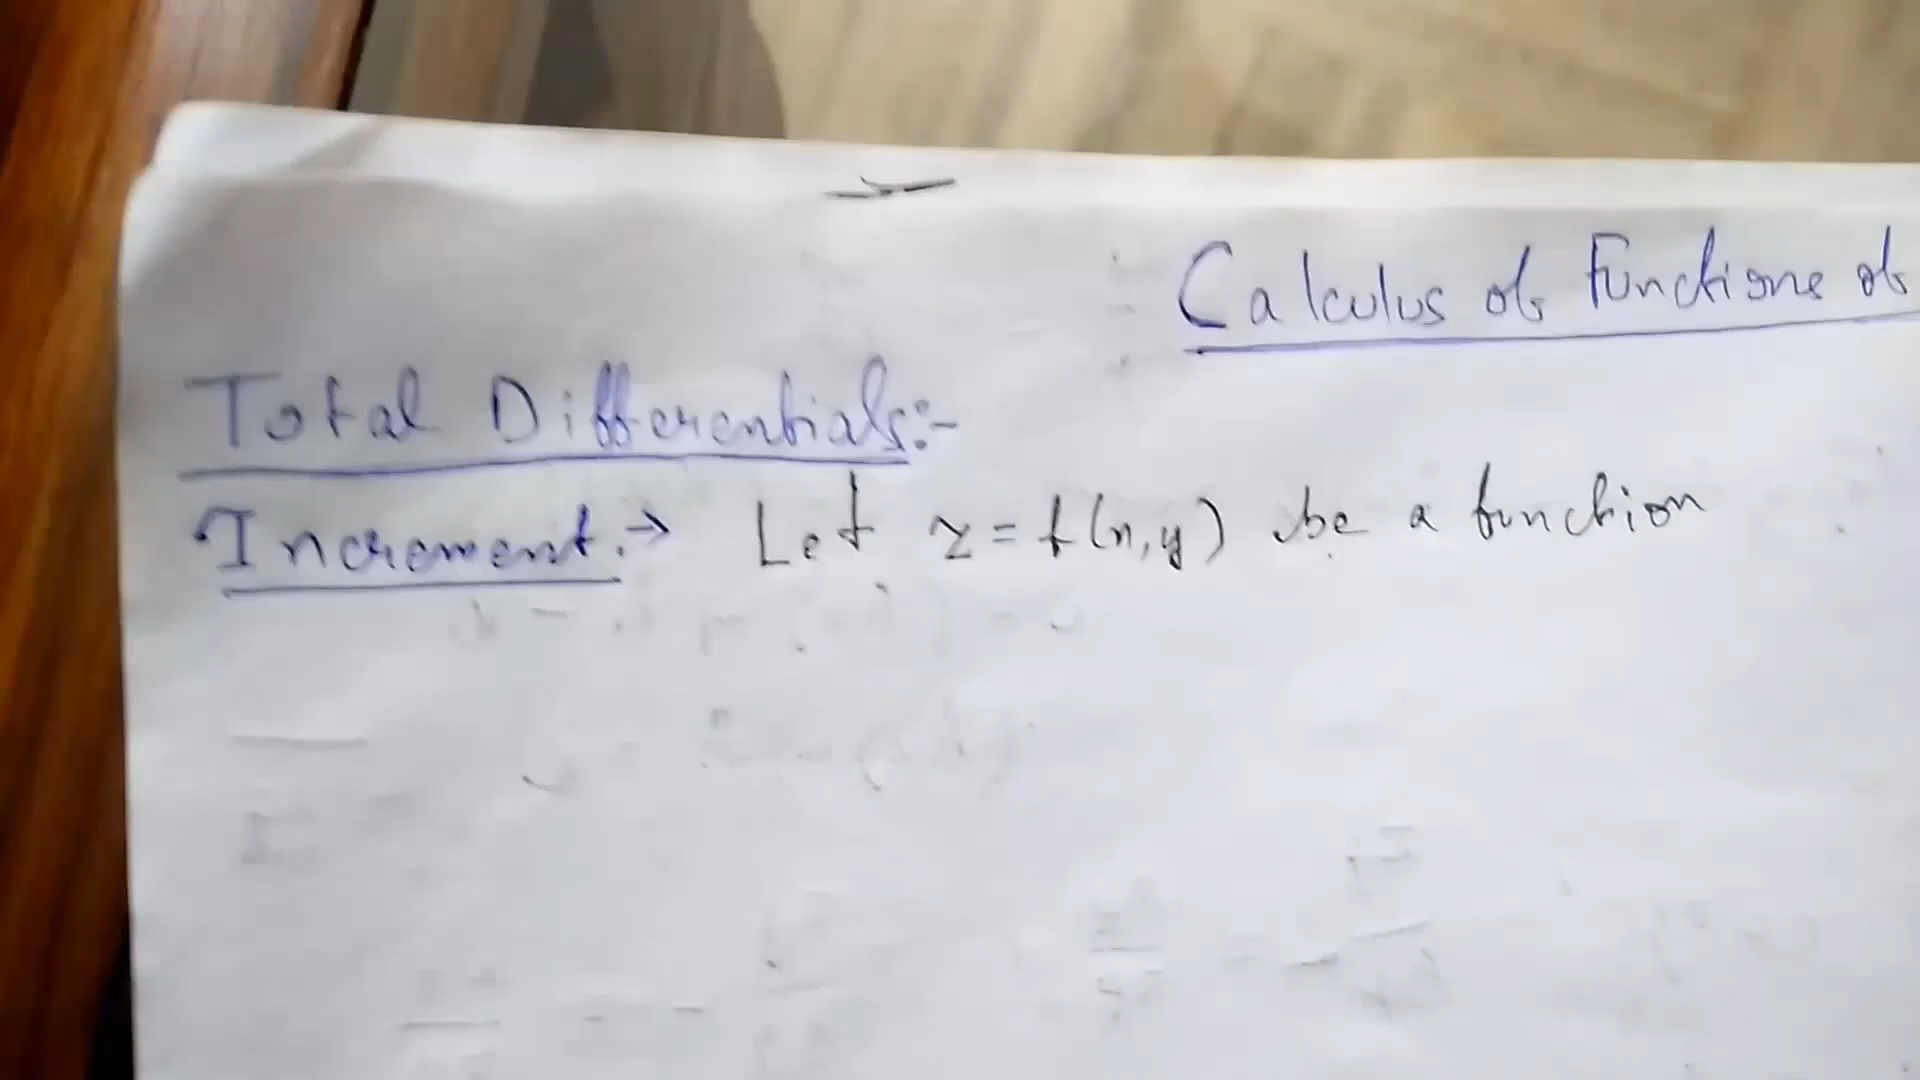 Calculus of Functions of
Total Differentials:-
Increment:→ Let z = f(x,y) be a function